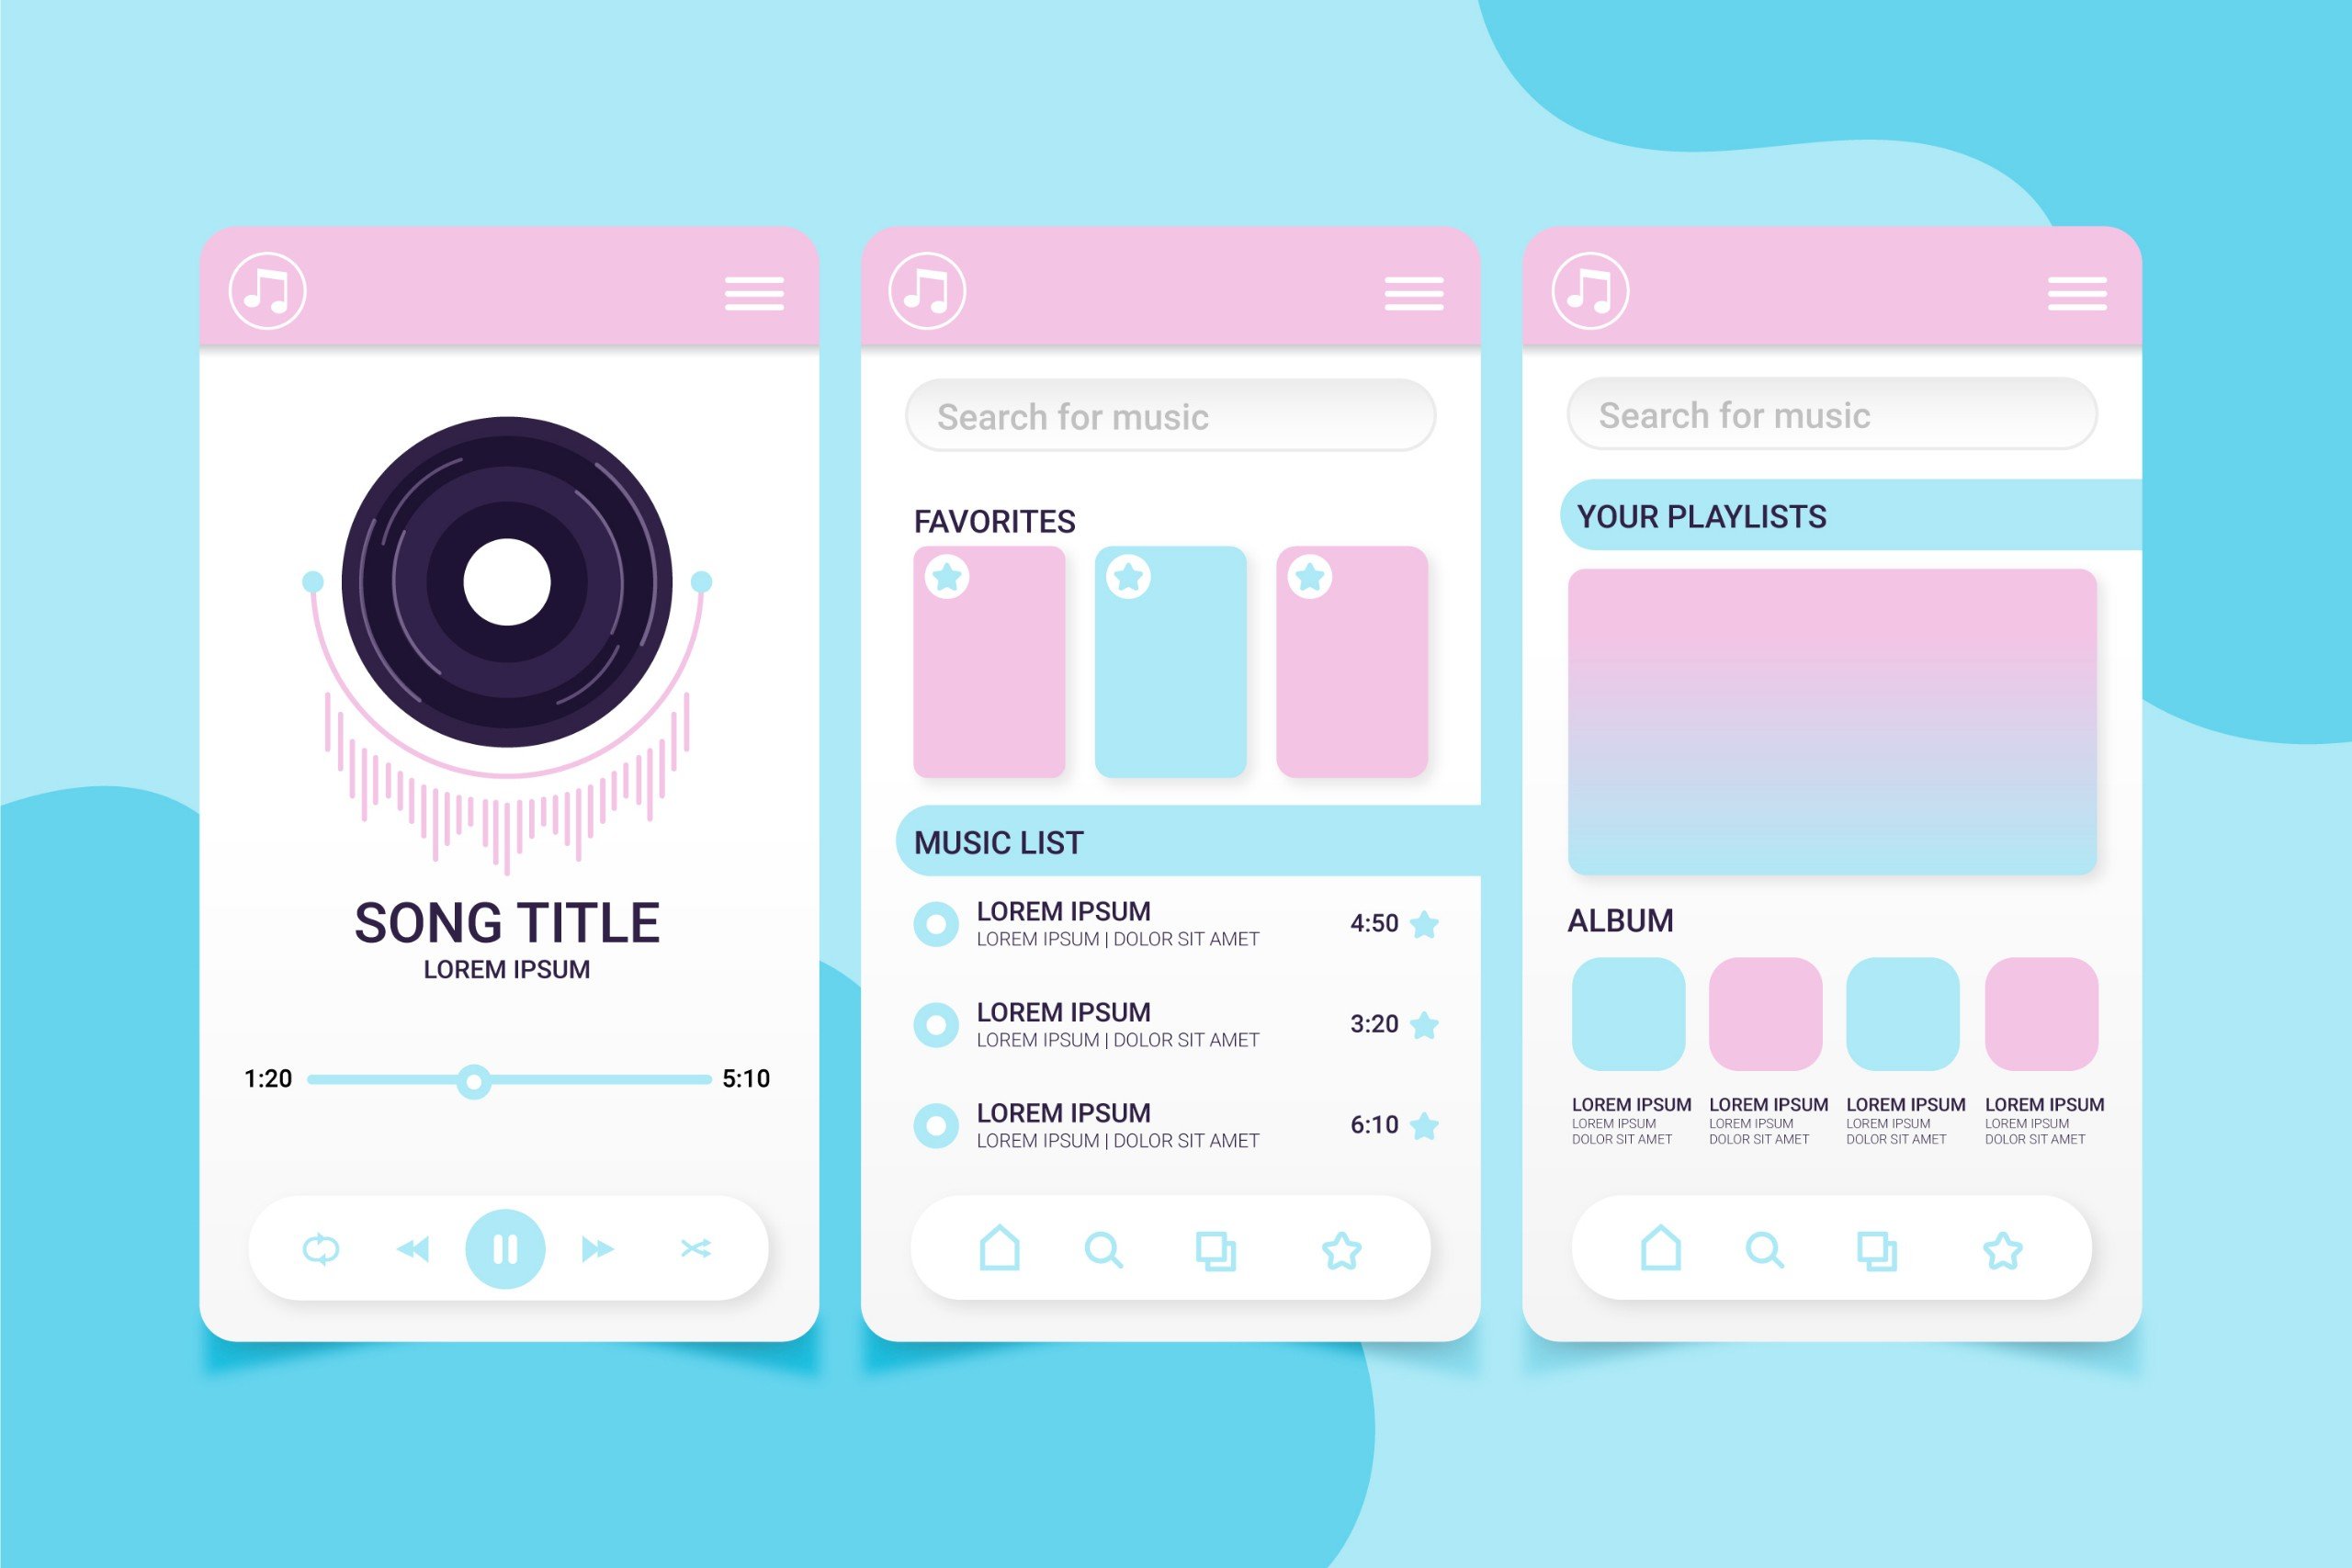 SONG TITLE
LOREM IPSUM
1:20 5:10
Search for music
FAVORITES
MUSIC LIST
LOREM IPSUM
LOREM IPSUM | DOLOR SIT AMET
4:50
LOREM IPSUM
LOREM IPSUM | DOLOR SIT AMET
3:20
LOREM IPSUM
LOREM IPSUM | DOLOR SIT AMET
6:10
Search for music
YOUR PLAYLISTS
ALBUM
LOREM IPSUM
LOREM IPSUM
DOLOR SIT AMET
LOREM IPSUM
LOREM IPSUM
DOLOR SIT AMET
LOREM IPSUM
LOREM IPSUM
DOLOR SIT AMET
LOREM IPSUM
LOREM IPSUM
DOLOR SIT AMET